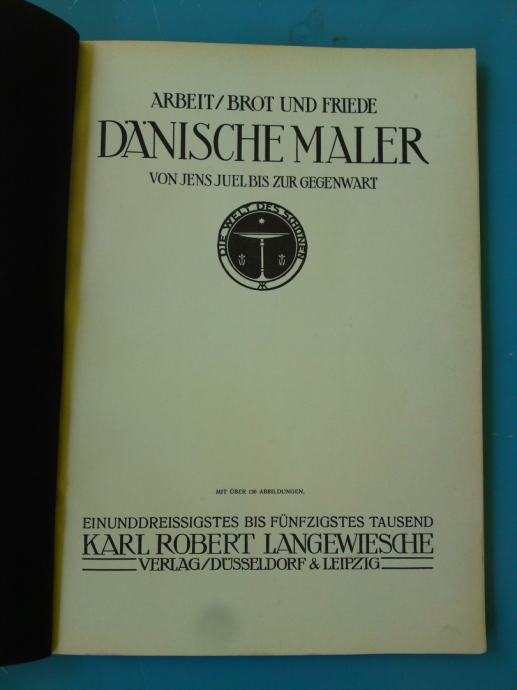 ARBEIT/BROT UND FRIEDE
DÄNISCHE MALER
VON JENS JUEL BIS ZUR GEGENWART
DIE WELT DES SCHÖNEN
MIT ÜBER 130 ABBILDUNGEN.
EINUNDDREISSIGSTES BIS FÜNFZIGSTES TAUSEND
KARL ROBERT LANGEWIESCHE
VERLAG/DÜSSELDORF & LEIPZIG